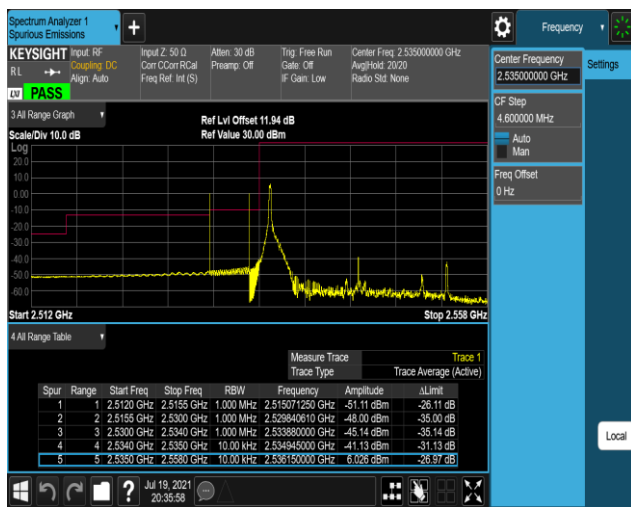 Spectrum Analyzer 1
Spurious Emissions
Frequency
KEYSIGHT
Input: RF
Coupling: DC
Align: Auto
Input Z: 50 Ω
Corr CCorr RCal
Freq Ref: Int (S)
Atten: 30 dB
Preamp: Off
Trig: Free Run
Gate: Off
IF Gain: Low
Center Freq: 2.535000000 GHz
Avg|Hold: 20/20
Radio Std: None
R L
LXI
PASS
Center Frequency
2.535000000 GHz
Settings
CF Step
4.600000 MHz
Auto
Man
Freq Offset
0 Hz
Local
3 All Range Graph
Scale/Div 10.0 dB
Ref Lvl Offset 11.94 dB
Ref Value 30.00 dBm
Log
20.0
10.0
0.00
-10.0
-20.0
-30.0
-40.0
-50.0
-60.0
Start 2.512 GHz
Stop 2.558 GHz
4 All Range Table
Measure Trace Trace 1
Trace Type Trace Average (Active)
Spur Range Start Freq Stop Freq RBW Frequency Amplitude ΔLimit
1 1 2.5120 GHz 2.5155 GHz 1.000 MHz 2.515071250 GHz -51.11 dBm -26.11 dB
2 2 2.5155 GHz 2.5300 GHz 1.000 MHz 2.529840610 GHz -48.00 dBm -35.00 dB
3 3 2.5300 GHz 2.5340 GHz 1.000 MHz 2.533880000 GHz -45.14 dBm -35.14 dB
4 4 2.5340 GHz 2.5350 GHz 10.00 kHz 2.534945000 GHz -41.13 dBm -31.13 dB
5 5 2.5350 GHz 2.5580 GHz 10.00 kHz 2.536150000 GHz 6.026 dBm -26.97 dB
Jul 19, 2021
20:35:58